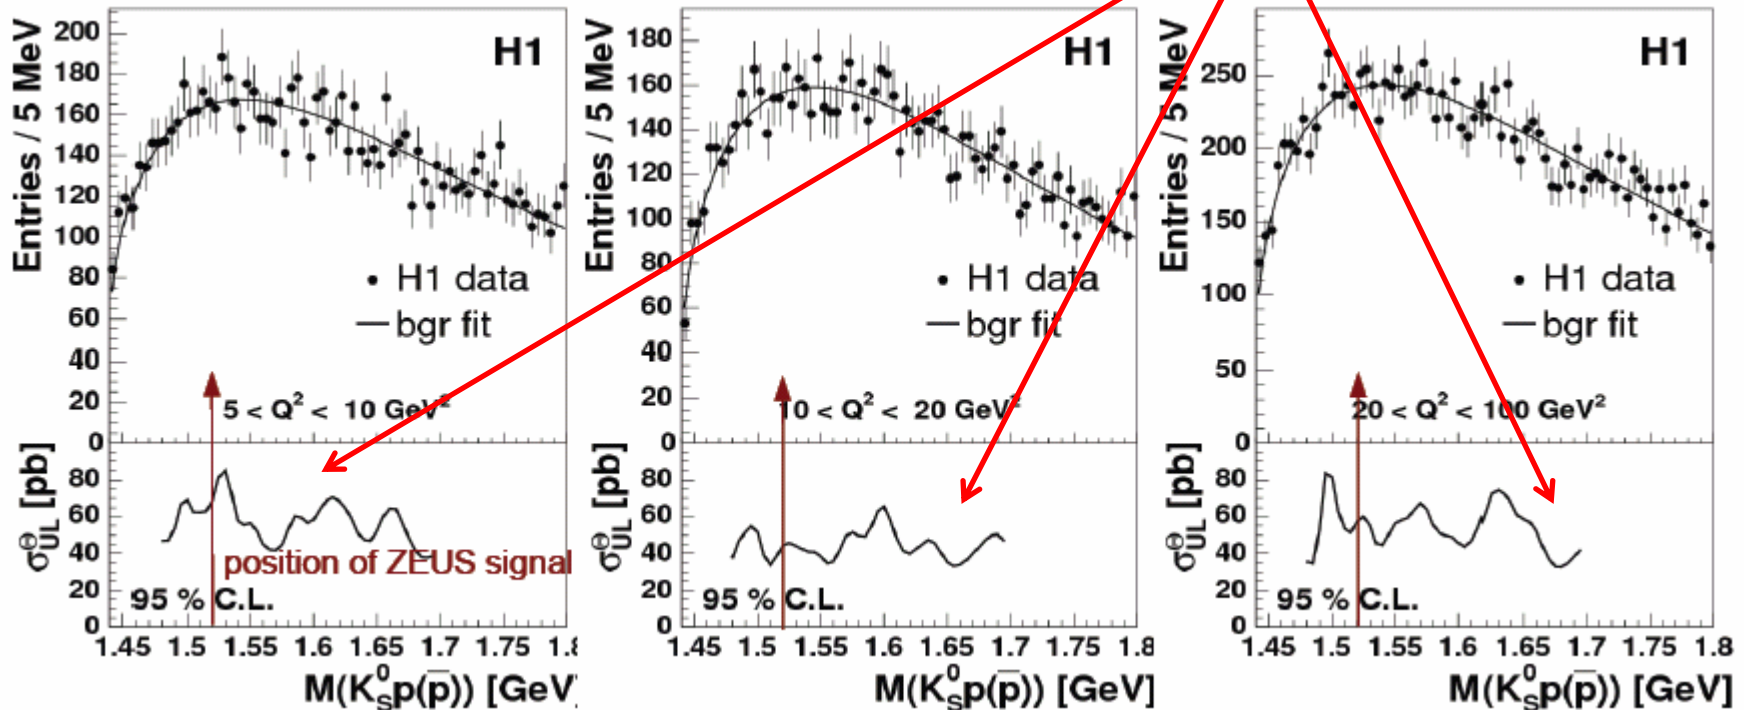 H1
Entries / 5 MeV
200
180
160
140
120
100
80
60
40
20
0
H1 data
bgr fit
5 < Q² < 10 GeV²
σ^Θ_UL [pb]
80
60
40
20
0
position of ZEUS signal
95 % C.L.
1.45 1.5 1.55 1.6 1.65 1.7 1.75 1.8
M(K⁰_S p(p̅)) [GeV]
H1
Entries / 5 MeV
180
160
140
120
100
80
60
40
20
0
H1 data
bgr fit
10 < Q² < 20 GeV²
σ^Θ_UL [pb]
80
60
40
20
0
95 % C.L.
1.45 1.5 1.55 1.6 1.65 1.7 1.75 1.8
M(K⁰_S p(p̅)) [GeV]
H1
Entries / 5 MeV
250
200
150
100
50
0
H1 data
bgr fit
20 < Q² < 100 GeV²
σ^Θ_UL [pb]
80
60
40
20
0
95 % C.L.
1.45 1.5 1.55 1.6 1.65 1.7 1.75 1.8
M(K⁰_S p(p̅)) [GeV]